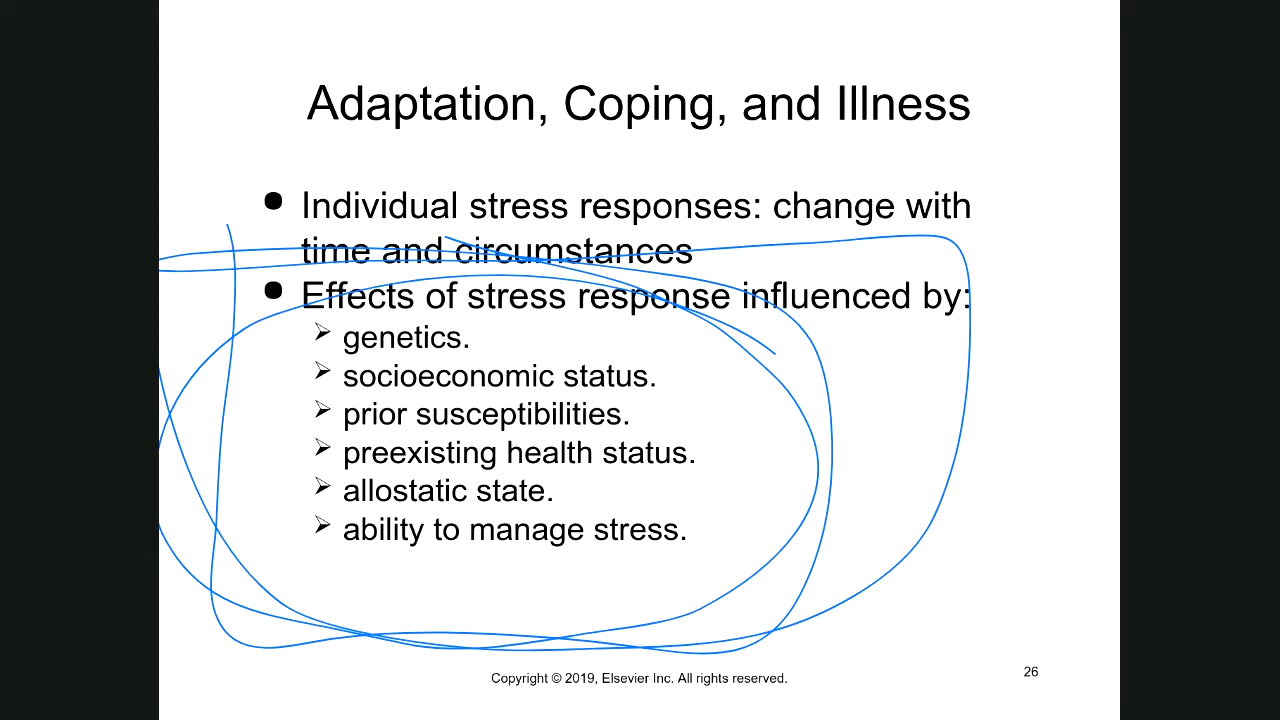 Adaptation, Coping, and Illness
● Individual stress responses: change with
time and circumstances
● Effects of stress response influenced by:
➢ genetics.
➢ socioeconomic status.
➢ prior susceptibilities.
➢ preexisting health status.
➢ allostatic state.
➢ ability to manage stress.
Copyright © 2019, Elsevier Inc. All rights reserved.
26